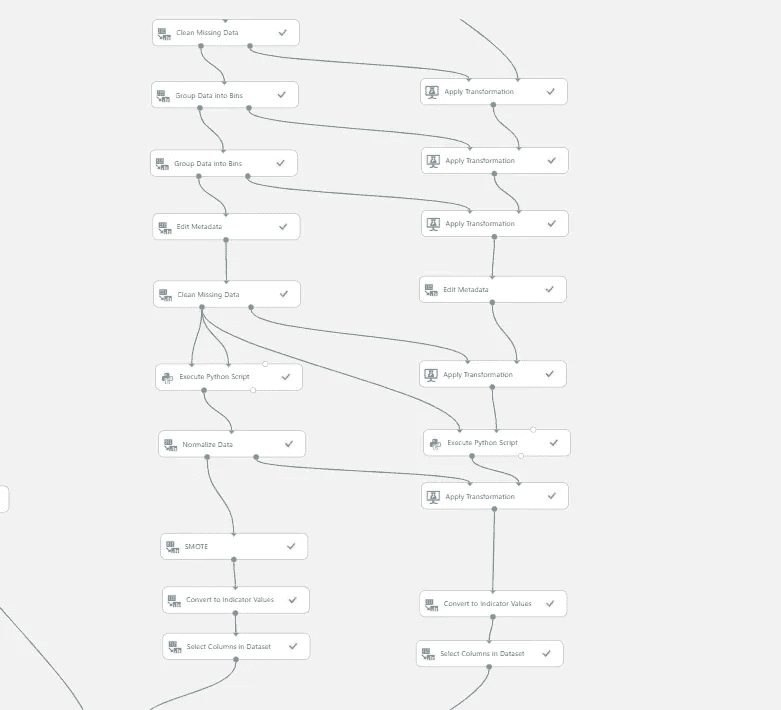 Clean Missing Data
Apply Transformation
Group Data into Bins
Apply Transformation
Group Data into Bins
Apply Transformation
Edit Metadata
Edit Metadata
Clean Missing Data
Apply Transformation
Execute Python Script
Execute Python Script
Normalize Data
Apply Transformation
SMOTE
Convert to Indicator Values
Convert to Indicator Values
Select Columns in Dataset
Select Columns in Dataset